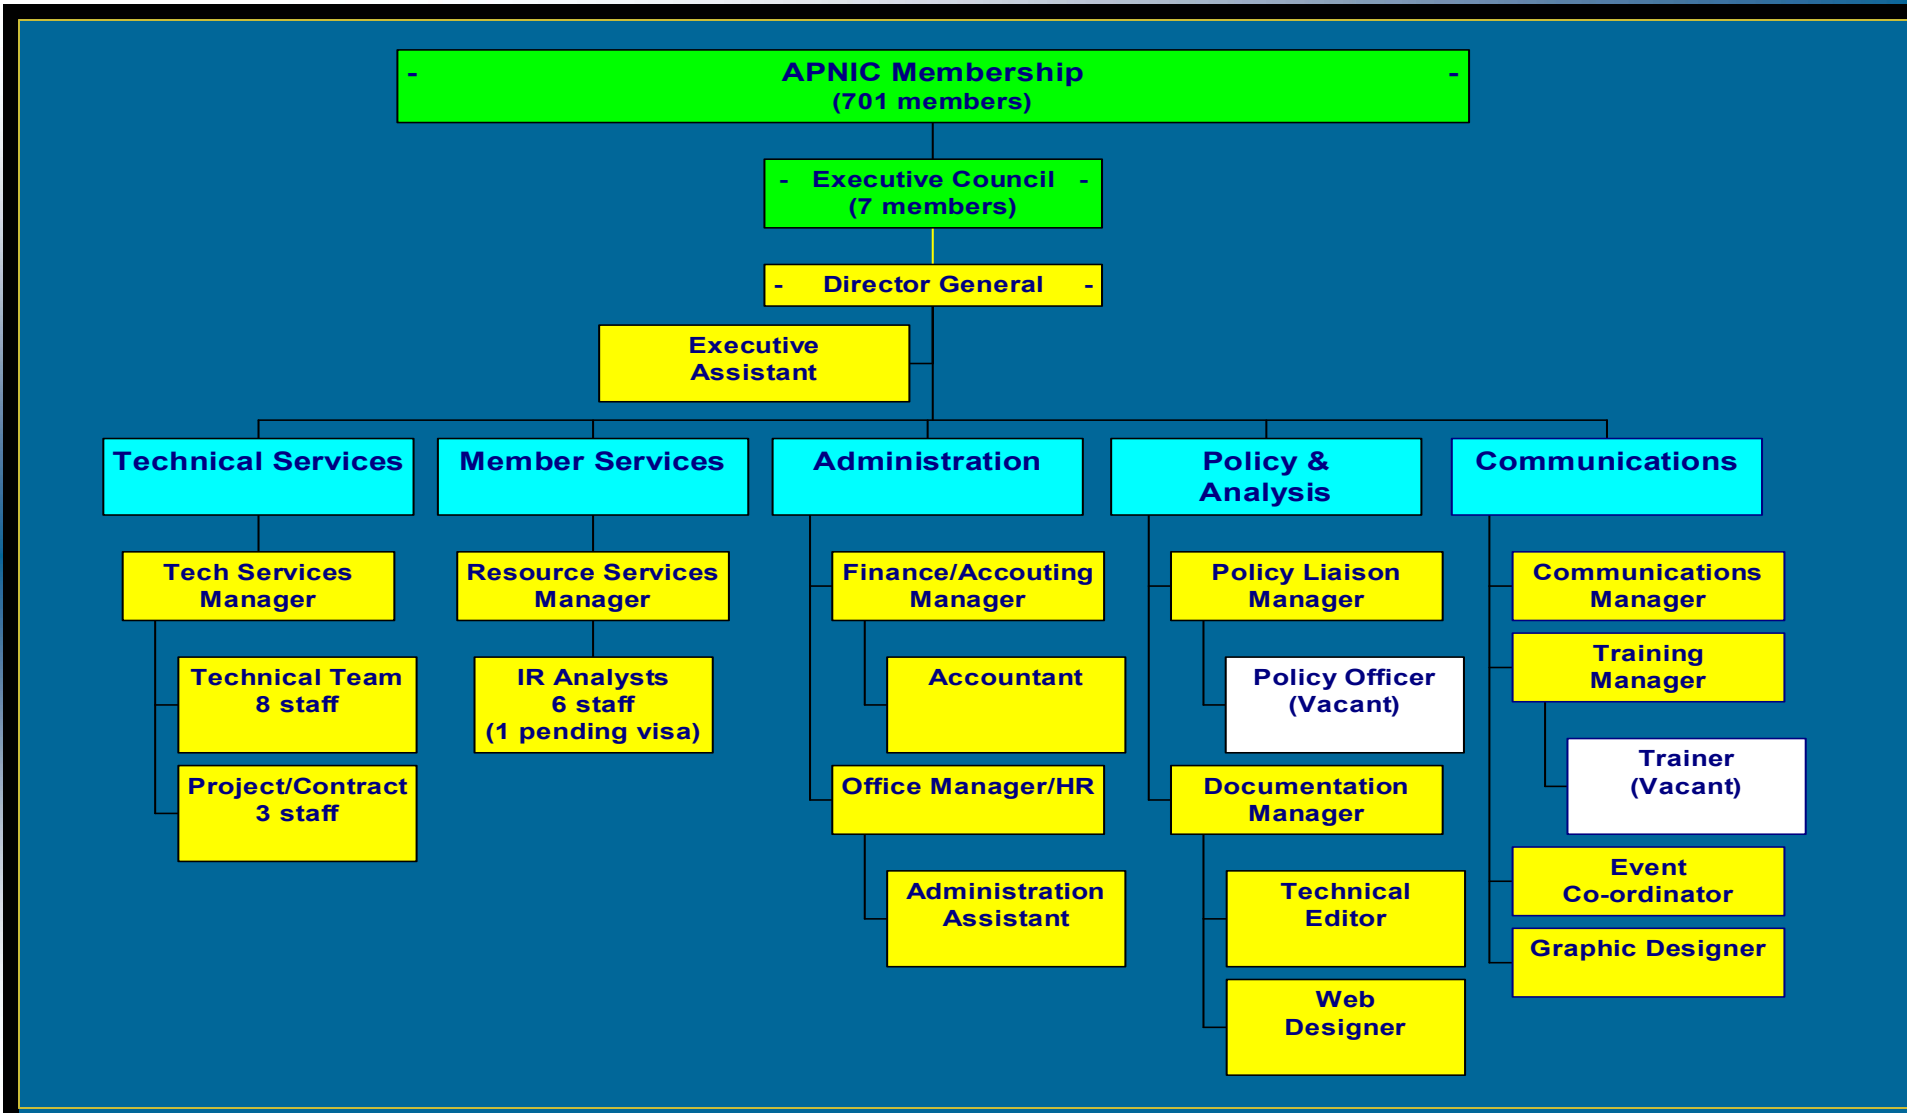 - APNIC Membership -
(701 members)
- Executive Council -
(7 members)
- Director General -
Executive
Assistant
Technical Services
Member Services
Administration
Policy &
Analysis
Communications
Tech Services
Manager
Technical Team
8 staff
Project/Contract
3 staff
Resource Services
Manager
IR Analysts
6 staff
(1 pending visa)
Finance/Accouting
Manager
Accountant
Office Manager/HR
Administration
Assistant
Policy Liaison
Manager
Policy Officer
(Vacant)
Documentation
Manager
Technical
Editor
Web
Designer
Communications
Manager
Training
Manager
Trainer
(Vacant)
Event
Co-ordinator
Graphic Designer